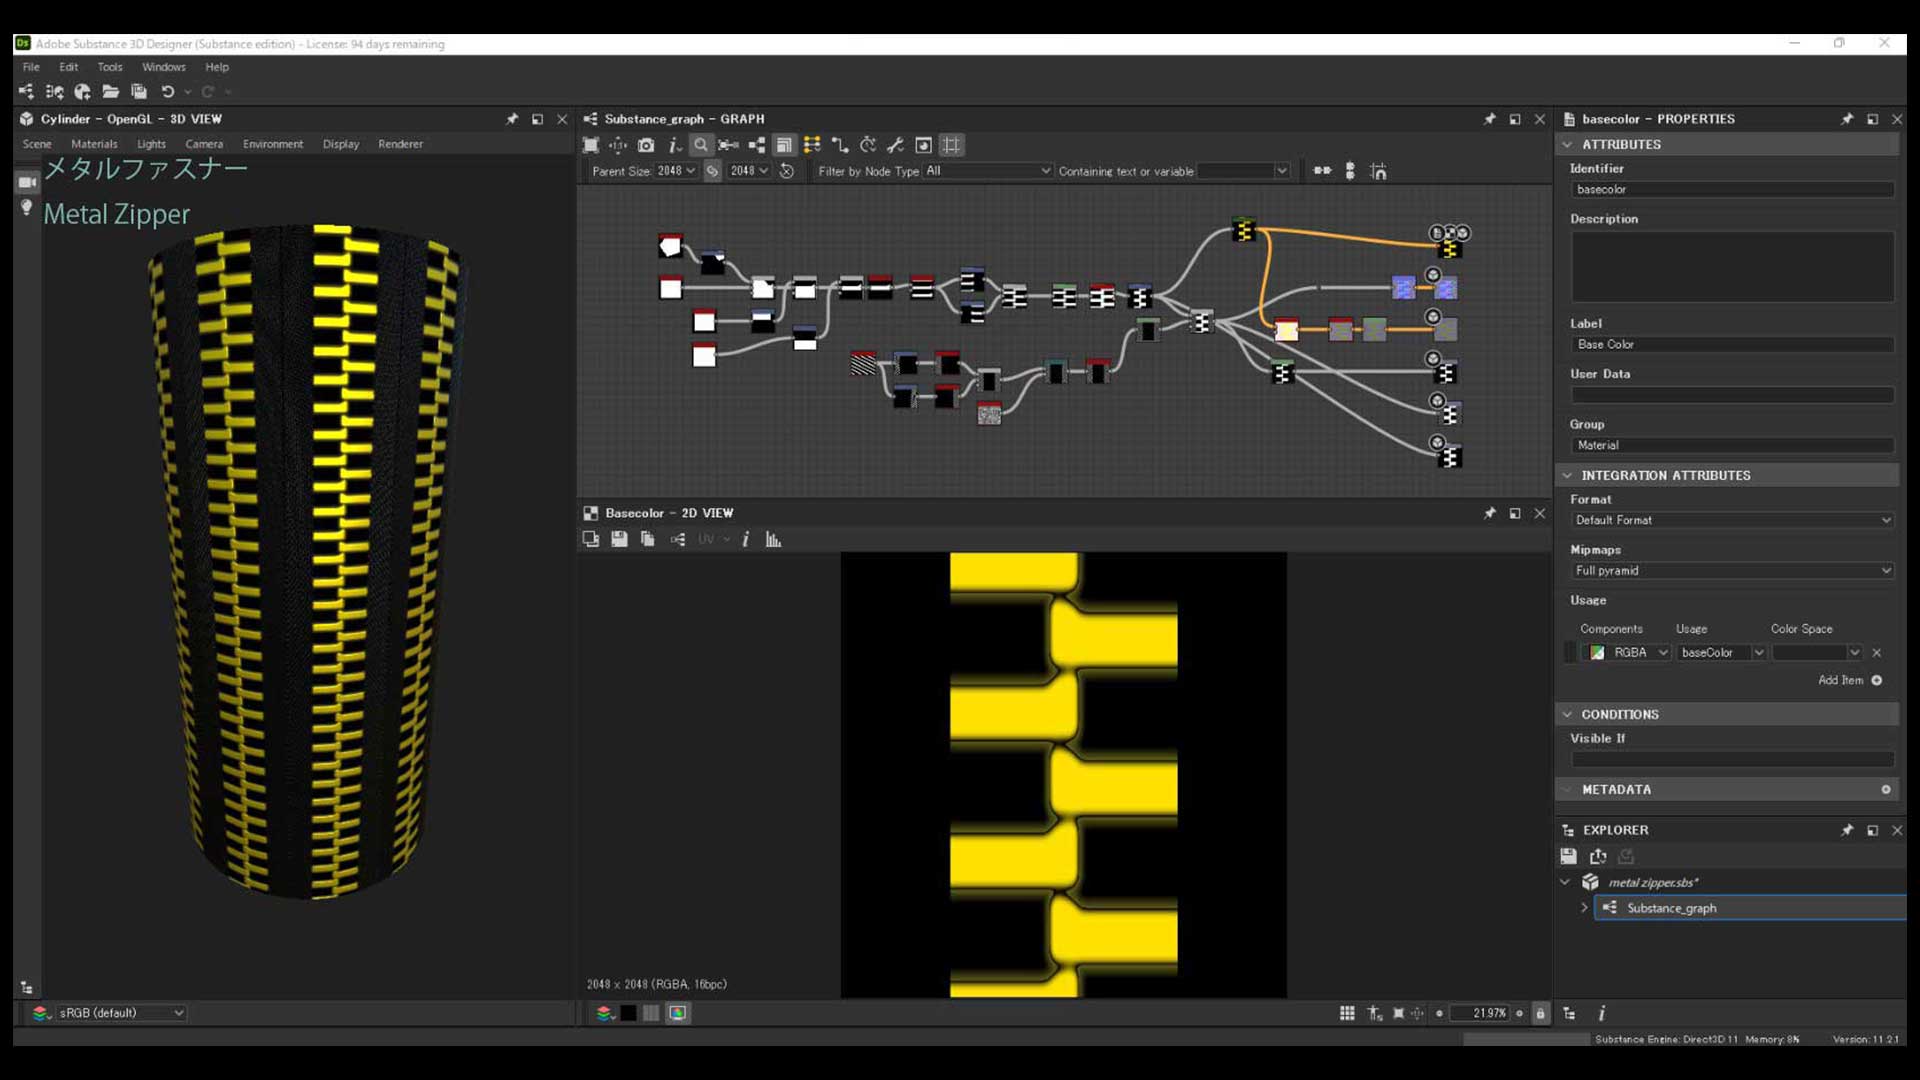 Adobe Substance 3D Designer (Substance edition) - License: 94 days remaining
File Edit Tools Windows Help
Cylinder - OpenGL - 3D VIEW
Scene Materials Lights Camera Environment Display Renderer
メタルファスナー
Metal Zipper
sRGB (default)
Substance_graph - GRAPH
Parent Size: 2048 2048 Filter by Node Type All Containing text or variable
Basecolor - 2D VIEW
UV
2048 x 2048 (RGBA, 16bpc)
21.97%
basecolor - PROPERTIES
ATTRIBUTES
Identifier
basecolor
Description
Label
Base Color
User Data
Group
Material
INTEGRATION ATTRIBUTES
Format
Default Format
Mipmaps
Full pyramid
Usage
Components Usage Color Space
RGBA baseColor
Add Item
CONDITIONS
Visible If
METADATA
EXPLORER
metal zipper.sbs*
Substance_graph
Substance Engine: Direct3D 11 Memory: 8% Version: 11.2.1